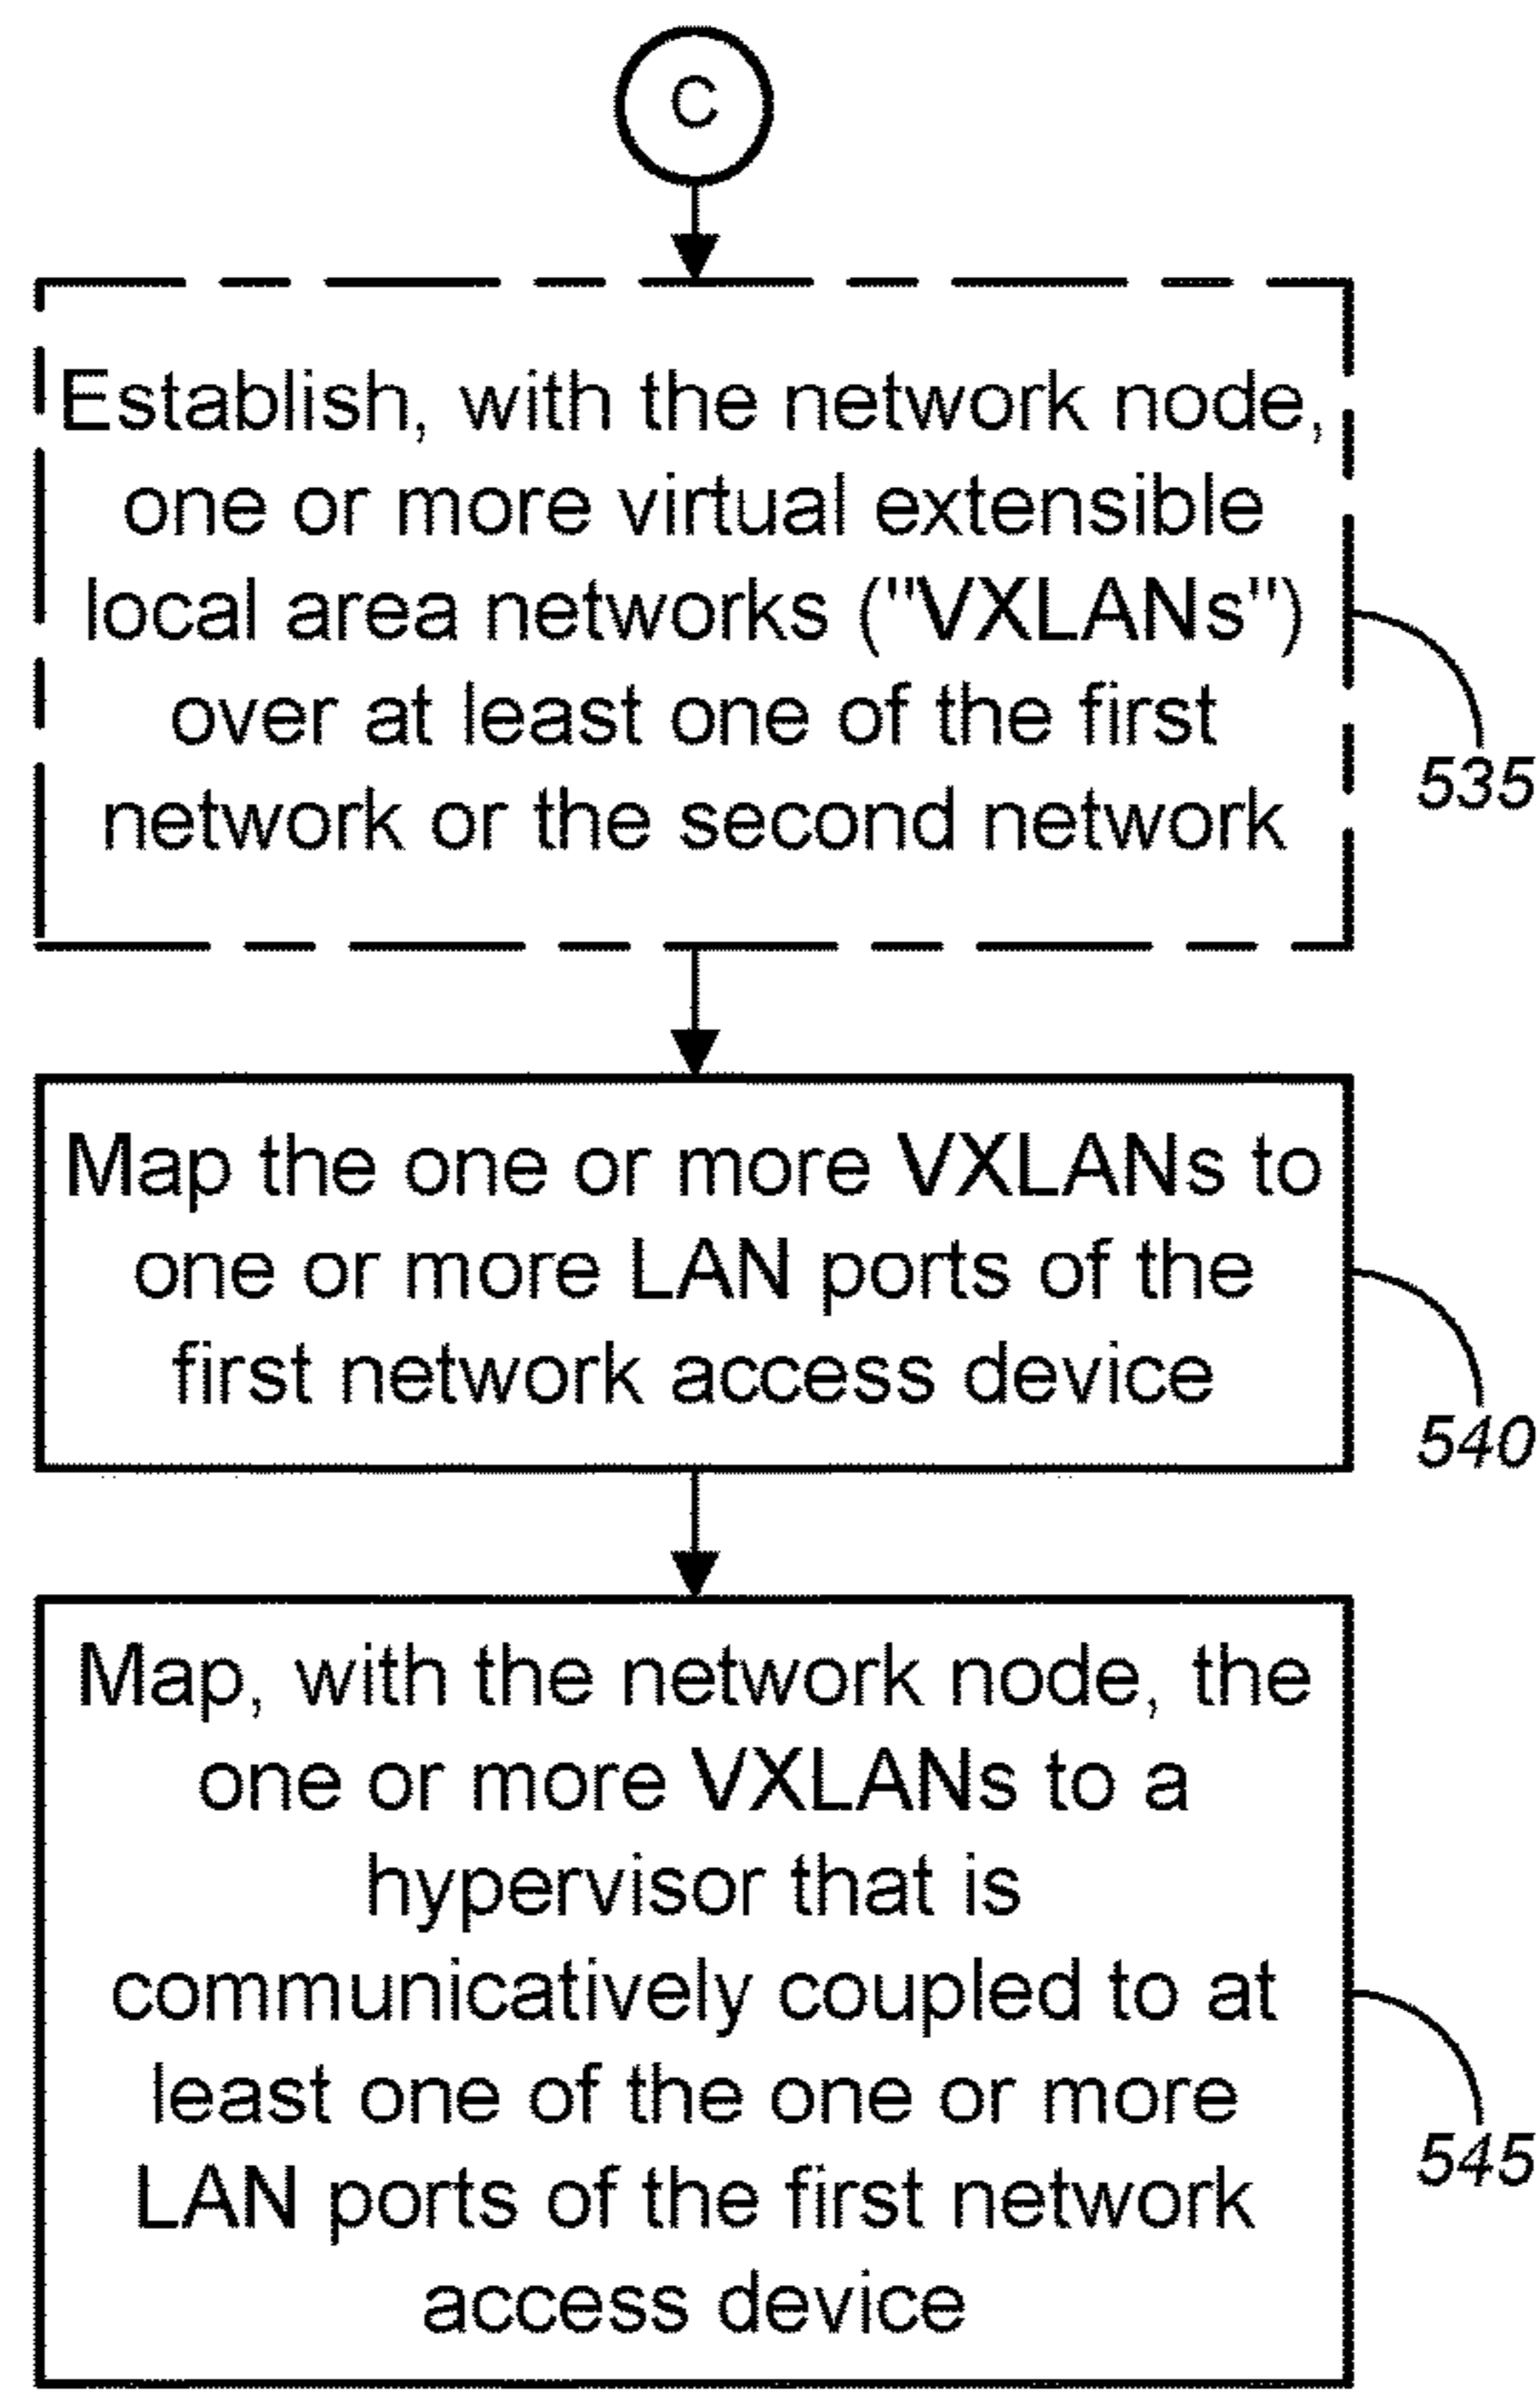 C
Establish, with the network node,
one or more virtual extensible
local area networks ("VXLANs")
over at least one of the first
network or the second network
535
Map the one or more VXLANs to
one or more LAN ports of the
first network access device
540
Map, with the network node, the
one or more VXLANs to a
hypervisor that is
communicatively coupled to at
least one of the one or more
LAN ports of the first network
access device
545